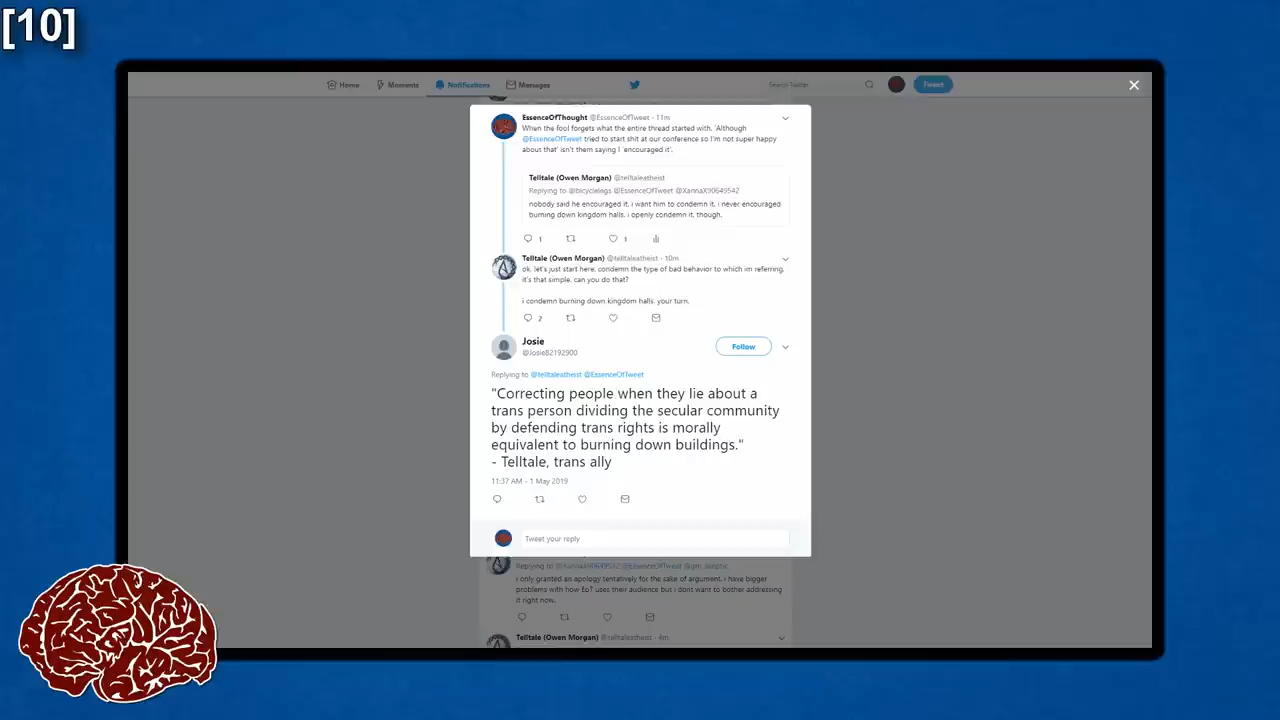 [10]
Home Moments Notifications Messages Search Twitter Tweet
EssenceOfThought @EssenceOfTweet · 11m
When the fool forgets what the entire thread started with. 'Although
@EssenceOfTweet tried to start shit at our conference so I'm not super happy
about that' isn't them saying I 'encouraged it'.
Telltale (Owen Morgan) @telltaleatheist
Replying to @bicyclelegs @EssenceOfTweet @XannaX90649542
nobody said he encouraged it. i want him to condemn it. i never encouraged
burning down kingdom halls. i openly condemn it, though.
1 1
Telltale (Owen Morgan) @telltaleatheist · 10m
ok. let's just start here. condemn the type of bad behavior to which im referring.
it's that simple. can you do that?
i condemn burning down kingdom halls. your turn.
2
Josie
@Josie82192900
Follow
Replying to @telltaleatheist @EssenceOfTweet
"Correcting people when they lie about a
trans person dividing the secular community
by defending trans rights is morally
equivalent to burning down buildings."
- Telltale, trans ally
11:37 AM - 1 May 2019
Tweet your reply
Replying to @XannaX90649542 @EssenceOfTweet @gm_skeptic
i only granted an apology tentatively for the sake of argument. i have bigger
problems with how Eo? uses their audience but i dont want to bother addressing
it right now.
Telltale (Owen Morgan) @telltaleatheist · 4m